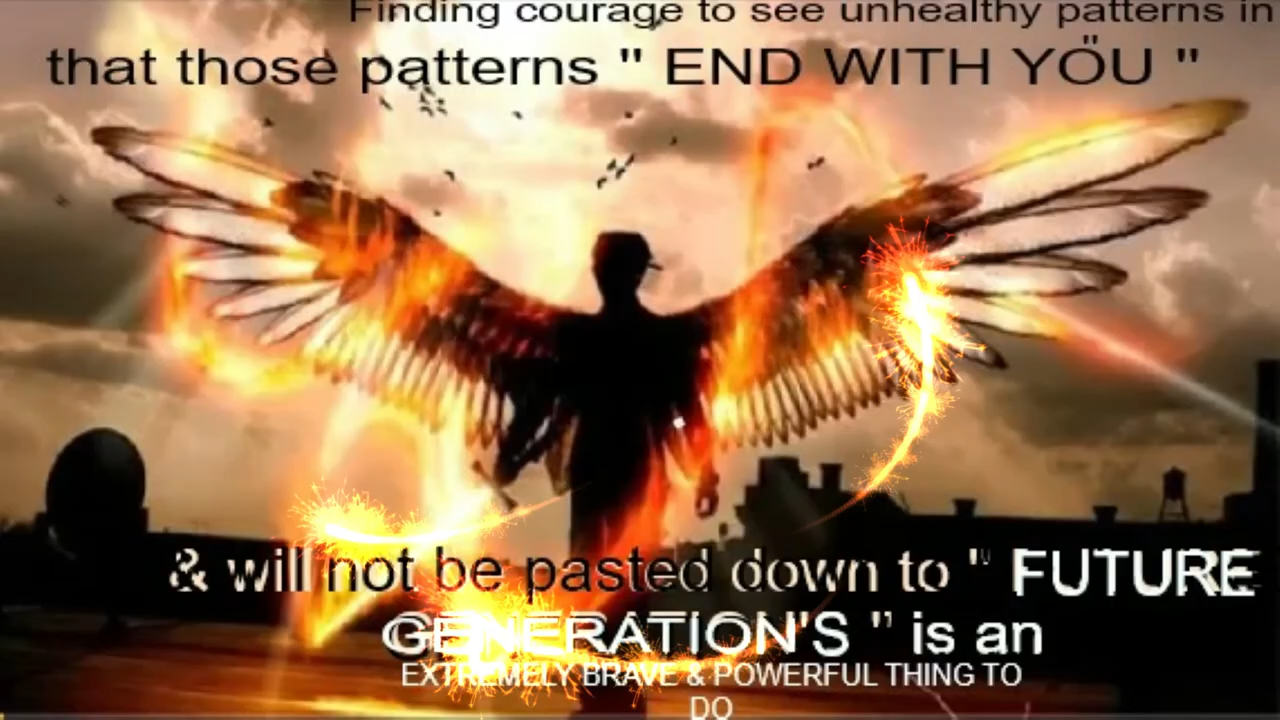 Finding courage to see unhealthy patterns in
that those patterns " END WITH YOU "
& will not be pasted down to " FUTURE
GENERATION'S " is an
EXTREMELY BRAVE & POWERFUL THING TO
DO